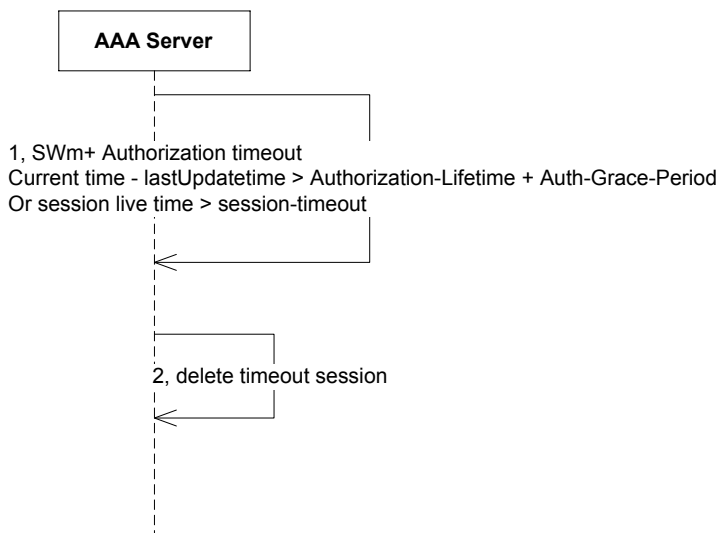 AAA Server
1, SWm+ Authorization timeout
Current time - lastUpdatetime > Authorization-Lifetime + Auth-Grace-Period
Or session live time > session-timeout
2, delete timeout session